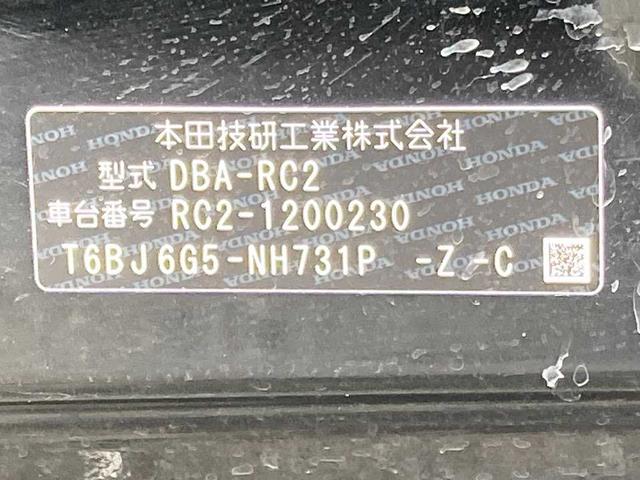 本田技研工業株式会社
型式 DBA-RC2
車台番号 RC2-1200230
T6BJ6G5-NH731P -Z-C